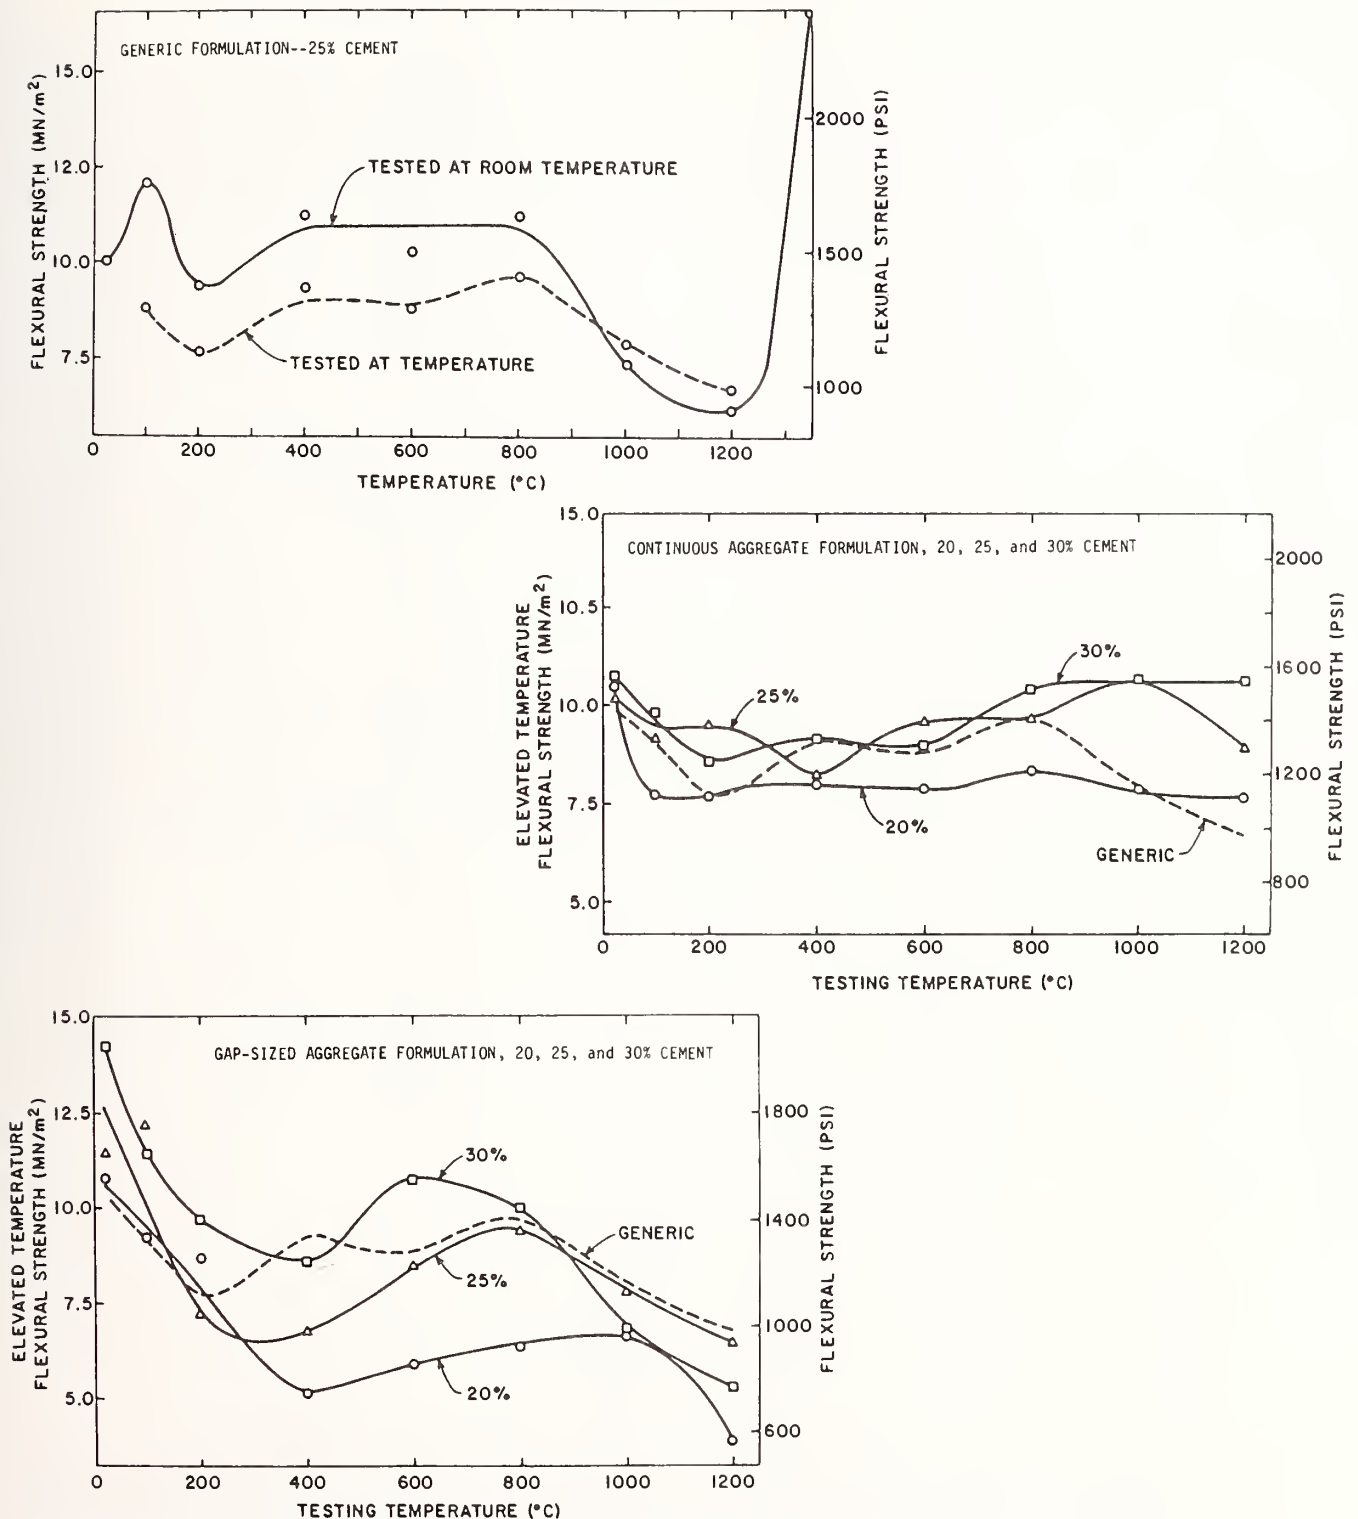 GENERIC FORMULATION--25% CEMENT
FLEXURAL STRENGTH (MN/m²)
15.0
12.0
10.0
7.5
TESTED AT ROOM TEMPERATURE
TESTED AT TEMPERATURE
2000
1500
1000
FLEXURAL STRENGTH (PSI)
0 200 400 600 800 1000 1200
TEMPERATURE (°C)
CONTINUOUS AGGREGATE FORMULATION, 20, 25, and 30% CEMENT
ELEVATED TEMPERATURE
FLEXURAL STRENGTH (MN/m²)
15.0
10.5
10.0
7.5
5.0
30%
25%
20%
GENERIC
2000
1600
1200
800
FLEXURAL STRENGTH (PSI)
0 200 400 600 800 1000 1200
TESTING TEMPERATURE (°C)
GAP-SIZED AGGREGATE FORMULATION, 20, 25, and 30% CEMENT
ELEVATED TEMPERATURE
FLEXURAL STRENGTH (MN/m²)
15.0
12.5
10.0
7.5
5.0
30%
GENERIC
25%
20%
1800
1400
1000
600
FLEXURAL STRENGTH (PSI)
0 200 400 600 800 1000 1200
TESTING TEMPERATURE (°C)